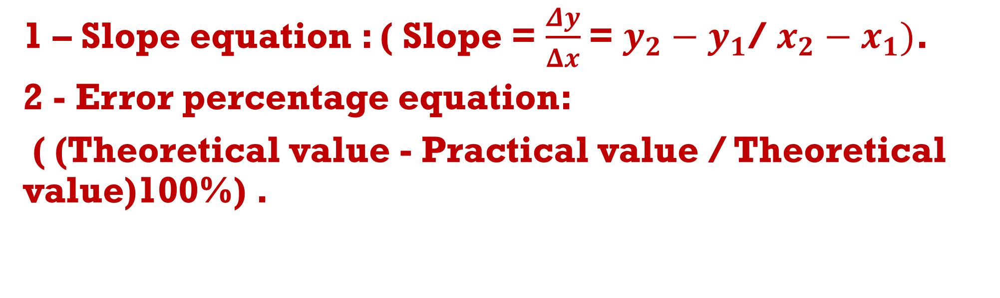 1 – Slope equation : ( Slope = Δy/Δx = y₂ − y₁/ x₂ − x₁).
2 - Error percentage equation:
( (Theoretical value - Practical value / Theoretical
value)100%) .